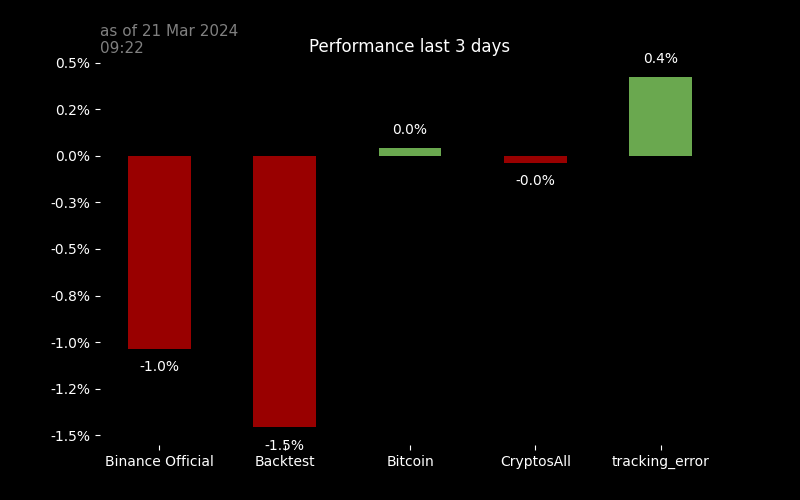 as of 21 Mar 2024
09:22
Performance last 3 days
0.5%
0.2%
0.0%
-0.3%
-0.5%
-0.8%
-1.0%
-1.2%
-1.5%
-1.0%
-1.5%
0.0%
-0.0%
0.4%
Binance Official
Backtest
Bitcoin
CryptosAll
tracking_error